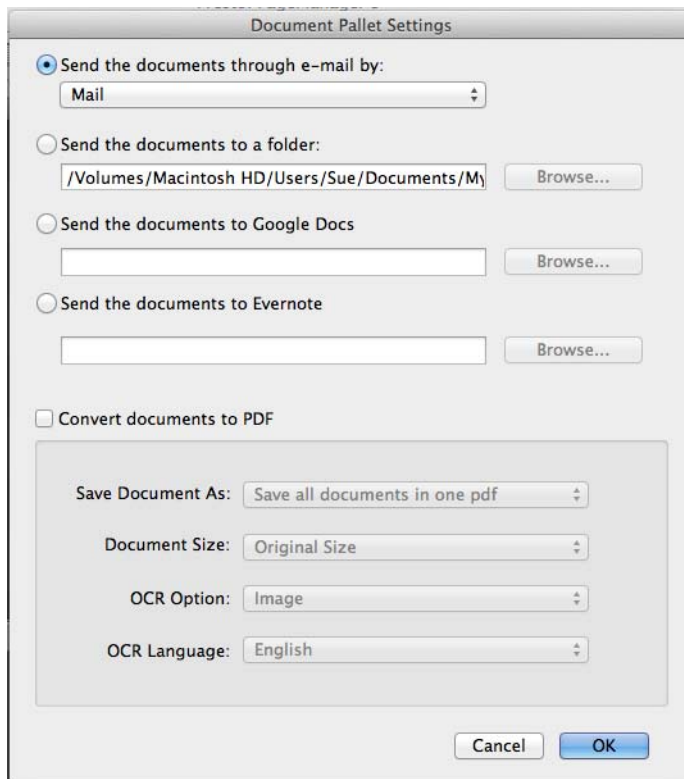 Document Pallet Settings
Send the documents through e-mail by:
Mail
Send the documents to a folder:
/Volumes/Macintosh HD/Users/Sue/Documents/My Browse...
Send the documents to Google Docs
Browse...
Send the documents to Evernote
Browse...
Convert documents to PDF
Save Document As: Save all documents in one pdf
Document Size: Original Size
OCR Option: Image
OCR Language: English
Cancel OK